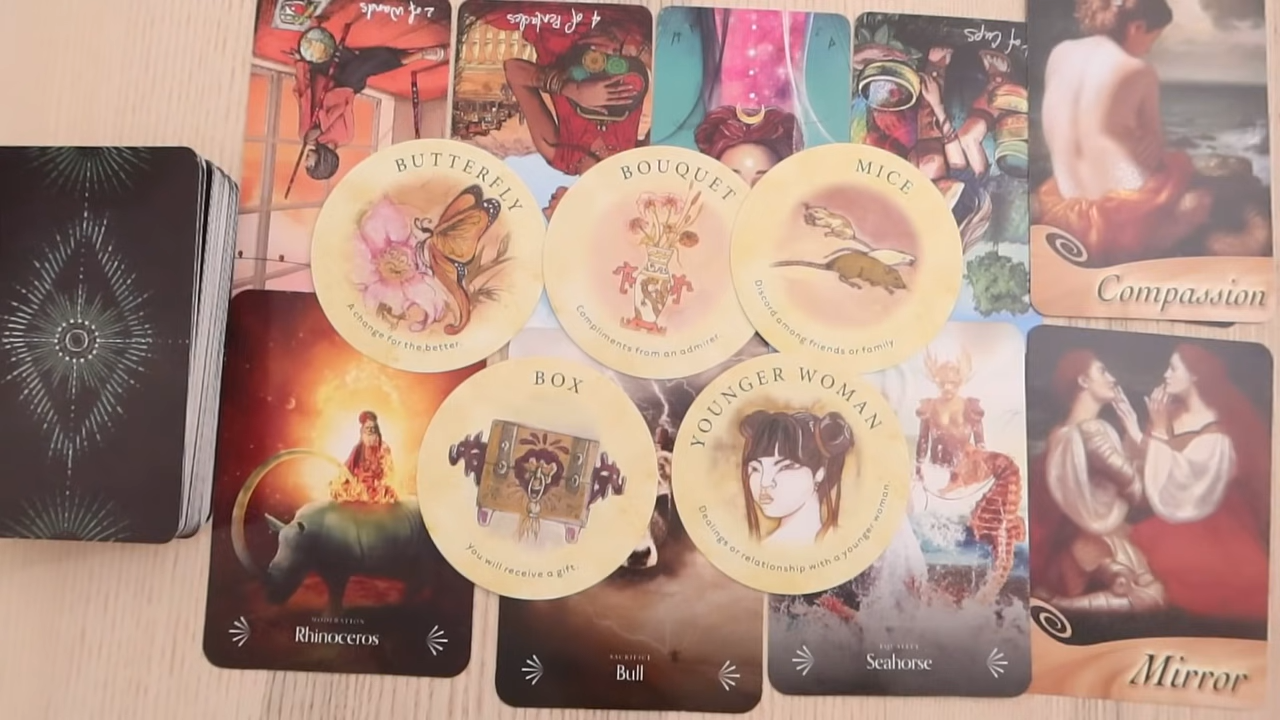 2 of Wands
4 of Pentacles
of Cups
Compassion
BUTTERFLY
A change for the better.
BOUQUET
Compliments from an admirer.
MICE
Discord among friends or family
BOX
You will receive a gift.
YOUNGER WOMAN
Dealings or relationship with a younger woman.
MODERATION
Rhinoceros
SACRIFICE
Bull
EQUALITY
Seahorse
Mirror